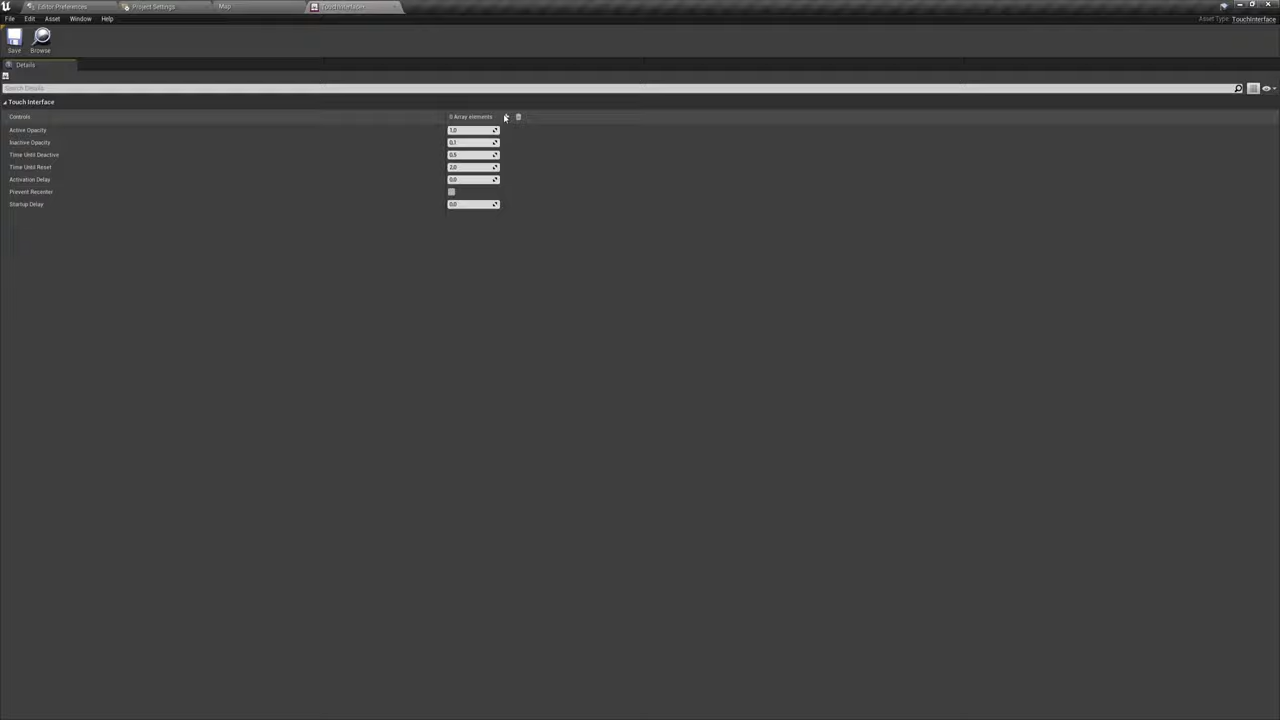 Editor Preferences
Project Settings
Map
File Edit Asset Window Help
Asset Type: TouchInterface
Save
Browse
Details
Search Details
Touch Interface
Controls 0 Array elements
Active Opacity 1,0
Inactive Opacity 0,1
Time Until Deactive 0,5
Time Until Reset 2,0
Activation Delay 0,0
Prevent Recenter
Startup Delay 0,0